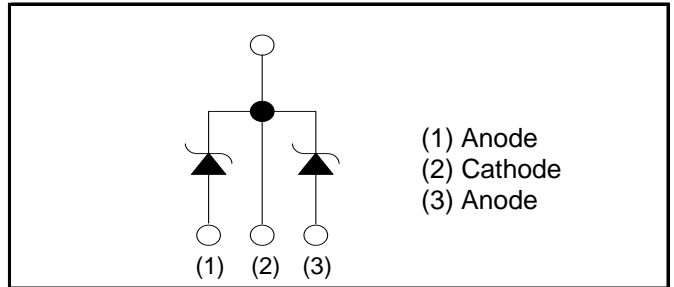 (1) Anode
(2) Cathode
(3) Anode
(1) (2) (3)